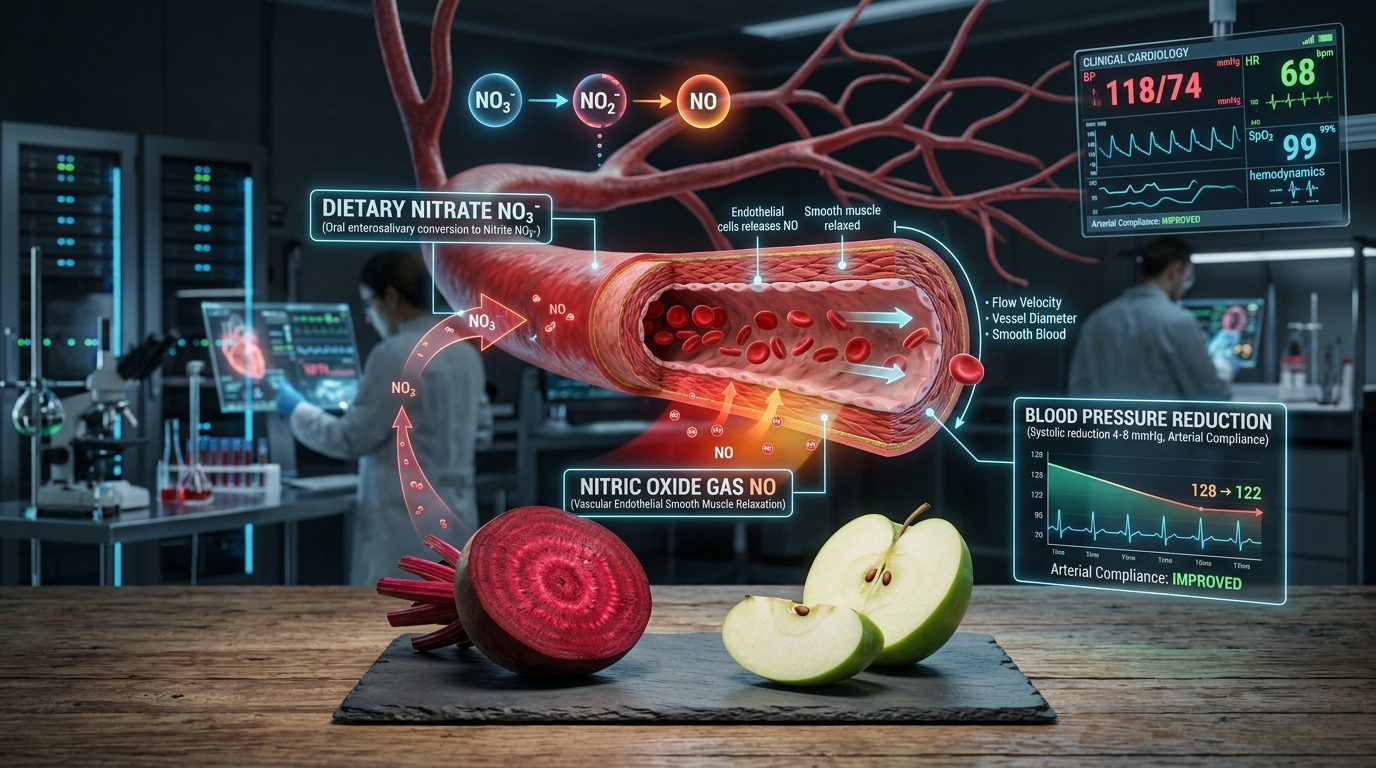 NO₃⁻ → NO₂⁻ → NO
DIETARY NITRATE NO₃⁻
(Oral enterosalivary conversion to Nitrite NO₂⁻)
Endothelial
cells releases NO
Smooth muscle
relaxed
CLINICAL CARDIOLOGY
BP
mmHg
118/74
HR
bpm
68
SpO₂
99%
99
hemodynamics
Arterial Compliance: IMPROVED
NO₃
NO
NO₃
• Flow Velocity
• Vessel Diameter
• Smooth Blood
NO
NITRIC OXIDE GAS NO
(Vascular Endothelial Smooth Muscle Relaxation)
BLOOD PRESSURE REDUCTION
(Systolic reduction 4-8 mmHg, Arterial Compliance)
128
125
122
96
20
128 → 122
Arterial Compliance: IMPROVED